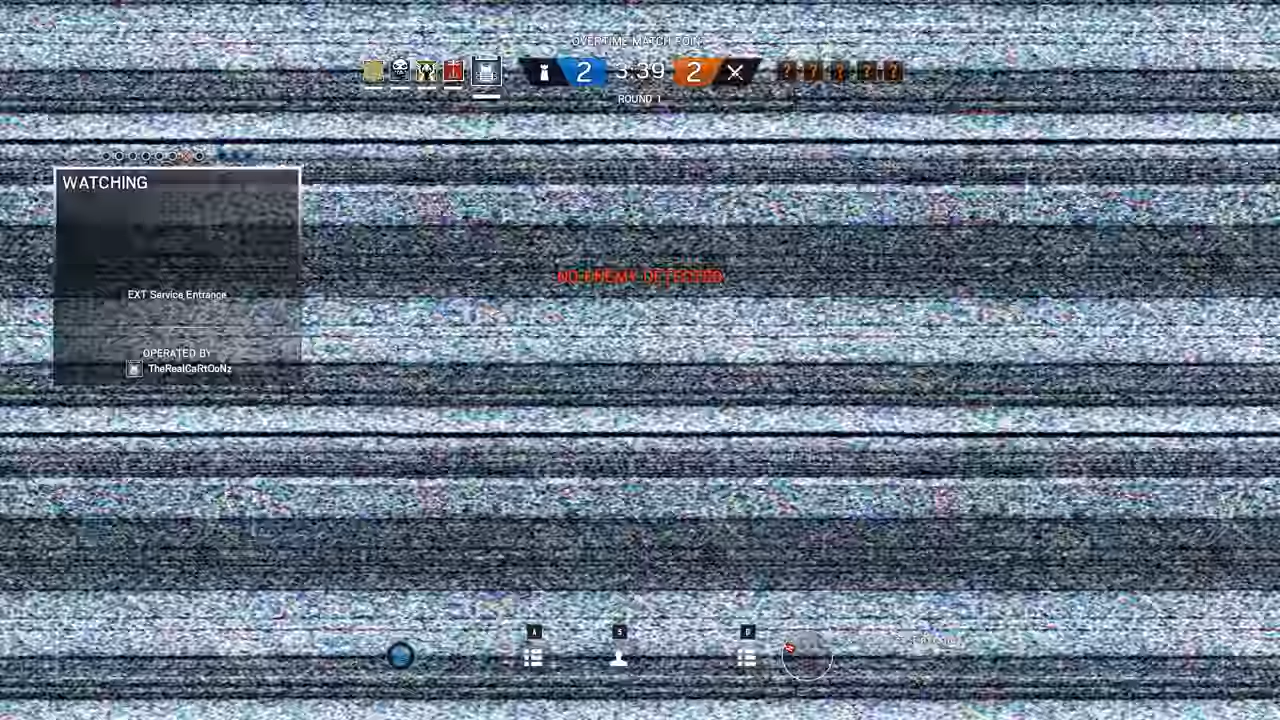 OVERTIME MATCH POINT
2 3:39 2
? ? ? ? ?
ROUND 1
WATCHING
NO ENEMY DETECTED
EXT Service Entrance
OPERATED BY
TheRealCaRtOoNz
A S D